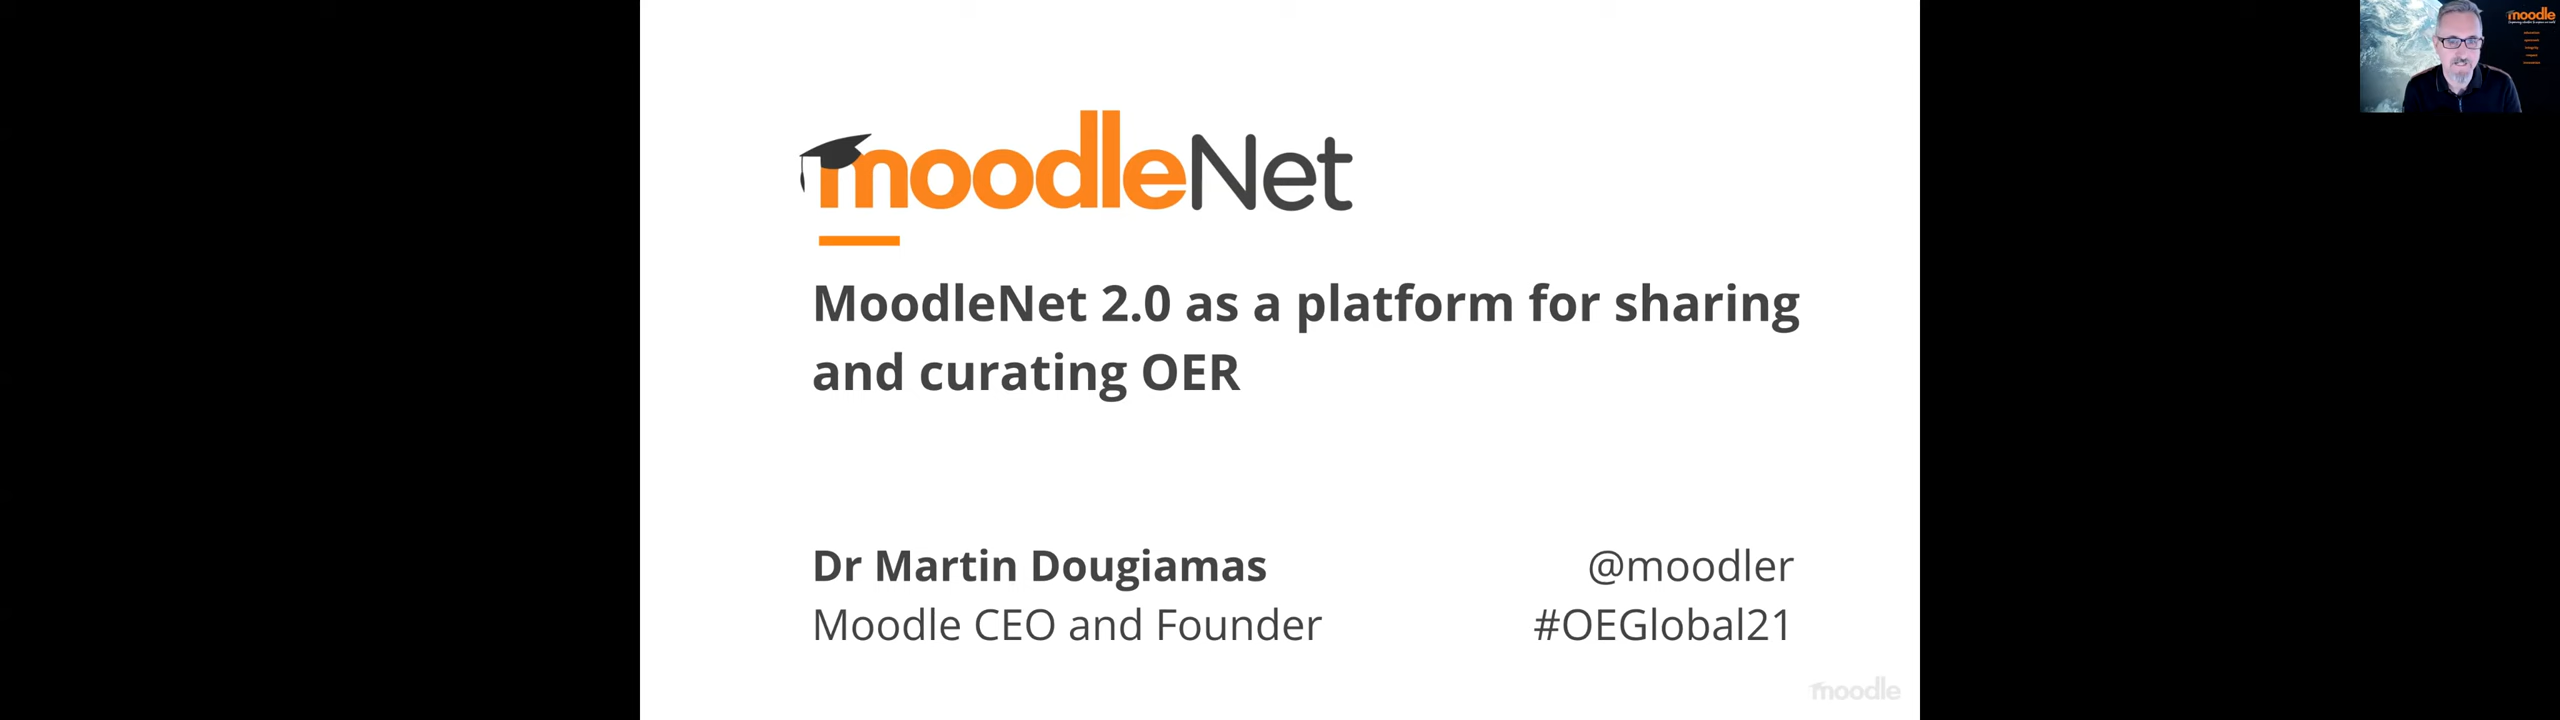 moodleNet
MoodleNet 2.0 as a platform for sharing
and curating OER
Dr Martin Dougiamas
Moodle CEO and Founder
@moodler
#OEGlobal21
moodle
moodle